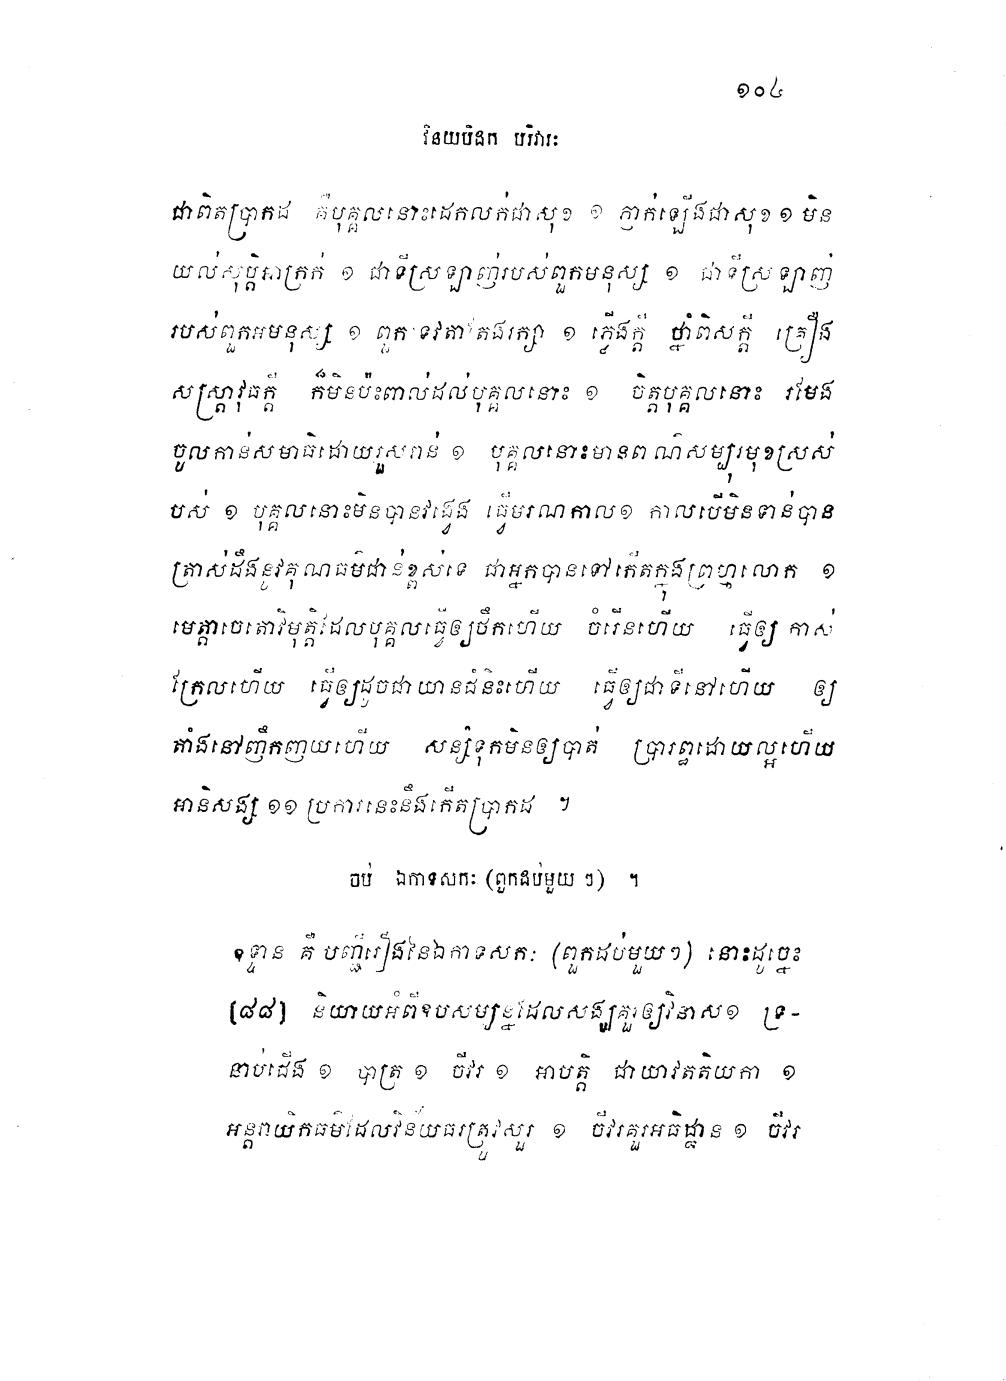 ១០៤
វិនយបិដក បរិវារៈ
ជាពិតប្រាកដ គឺបុគ្គលនោះដេកលក់ជាសុខ ១ ភ្ញាក់ឡើងជាសុខ ១ មិន
យល់សុបិ្តអាក្រក់ ១ ជាទីស្រឡាញ់របស់ពួកមនុស្ស ១ ជាទីស្រឡាញ់
របស់ពួកអមនុស្ស ១ ពួកទេវតាតែងរក្សា ១ ភ្លើងក្តី ថ្នាំពិសក្តី គ្រឿង
សស្ត្រាវុធក្តី ក៏មិនប៉ះពាល់ដល់បុគ្គលនោះ ១ ចិត្តបុគ្គលនោះ រមែង
ចូលកាន់សមាធិដោយរួសរាន់ ១ បុគ្គលនោះមានពណ៌សម្បុរមុខស្រស់
បស់ ១ បុគ្គលនោះមិនបានវង្វេង ធ្វើមរណកាល ១ កាលបើមិនទាន់បាន
ត្រាស់ដឹងនូវគុណធម៌ជាន់ខ្ពស់ទេ ជាអ្នកបានទៅកើតក្នុងព្រហ្មលោក ១
មេត្តាចេតោវិមុត្តិដែលបុគ្គលធ្វើឲ្យថឹកហើយ ចំរើនហើយ ធ្វើឲ្យ កាស់
ក្រែលហើយ ធ្វើឲ្យដូចជាយានជំនិះហើយ ធ្វើឲ្យជាទីនៅហើយ ឲ្យ
តាំងនៅញឹកញយហើយ សន្សំទុកមិនឲ្យបាត់ ប្រារព្ធដោយល្អហើយ
អានិសង្ស ១១ ប្រការនេះនឹងកើតប្រាកដ ។
ចប់ ឯកាទសកៈ (ពួកដប់មួយ ៗ) ។
ឧទ្ទាន គឺ បញ្ជីរឿងនៃឯកាទសកៈ (ពួកដប់មួយៗ) នោះដូច្នេះ
[៨៨] និយាយអំពីឧបសម្បន្នដែលសង្ឃគួរឲ្យវិនាស ១ ទ្រ-
នាប់ជើង ១ បាត្រ ១ ចីវរ ១ អាបត្តិ ជាយាវតតិយកា ១
អន្តរាយិកធម៌ដែលវិន័យធរត្រូវសួរ ១ ចីវរគួរអធិដ្ឋាន ១ ចីវរ